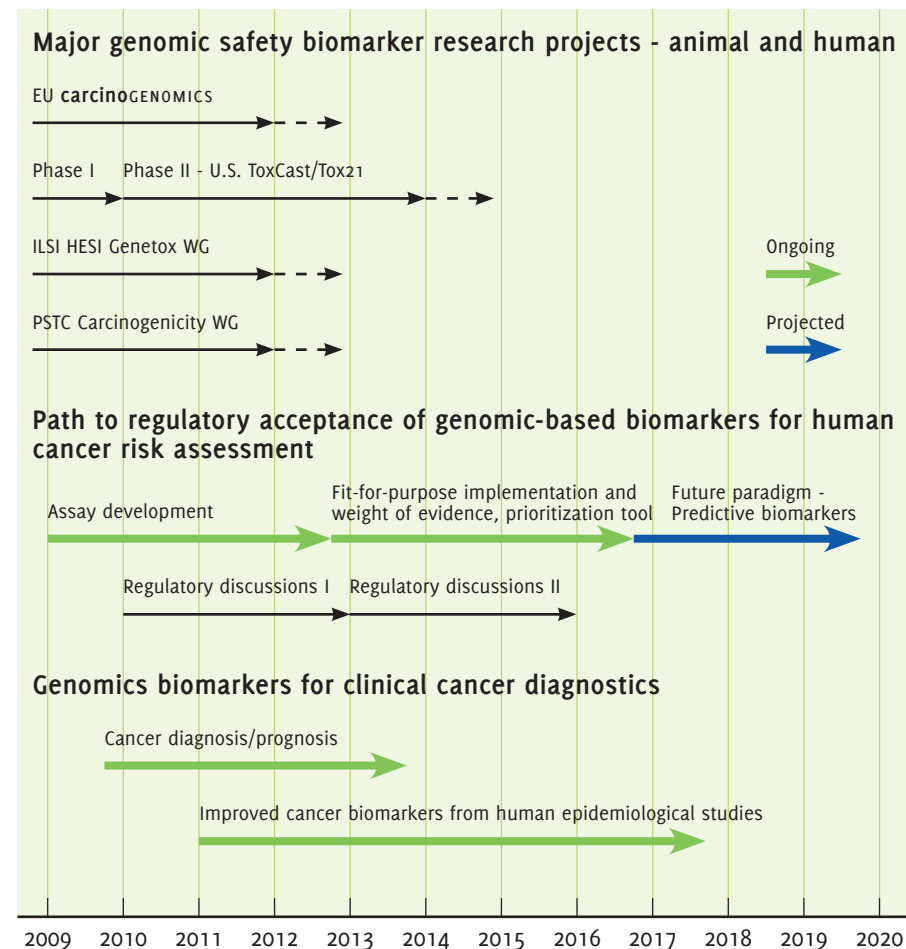 Major genomic safety biomarker research projects - animal and human
EU carcinoGENOMICS
Phase I
Phase II - U.S. ToxCast/Tox21
ILSI HESI Genetox WG
Ongoing
PSTC Carcinogenicity WG
Projected
Path to regulatory acceptance of genomic-based biomarkers for human
cancer risk assessment
Assay development
Fit-for-purpose implementation and
weight of evidence, prioritization tool
Future paradigm -
Predictive biomarkers
Regulatory discussions I
Regulatory discussions II
Genomics biomarkers for clinical cancer diagnostics
Cancer diagnosis/prognosis
Improved cancer biomarkers from human epidemiological studies
2009 2010 2011 2012 2013 2014 2015 2016 2017 2018 2019 2020